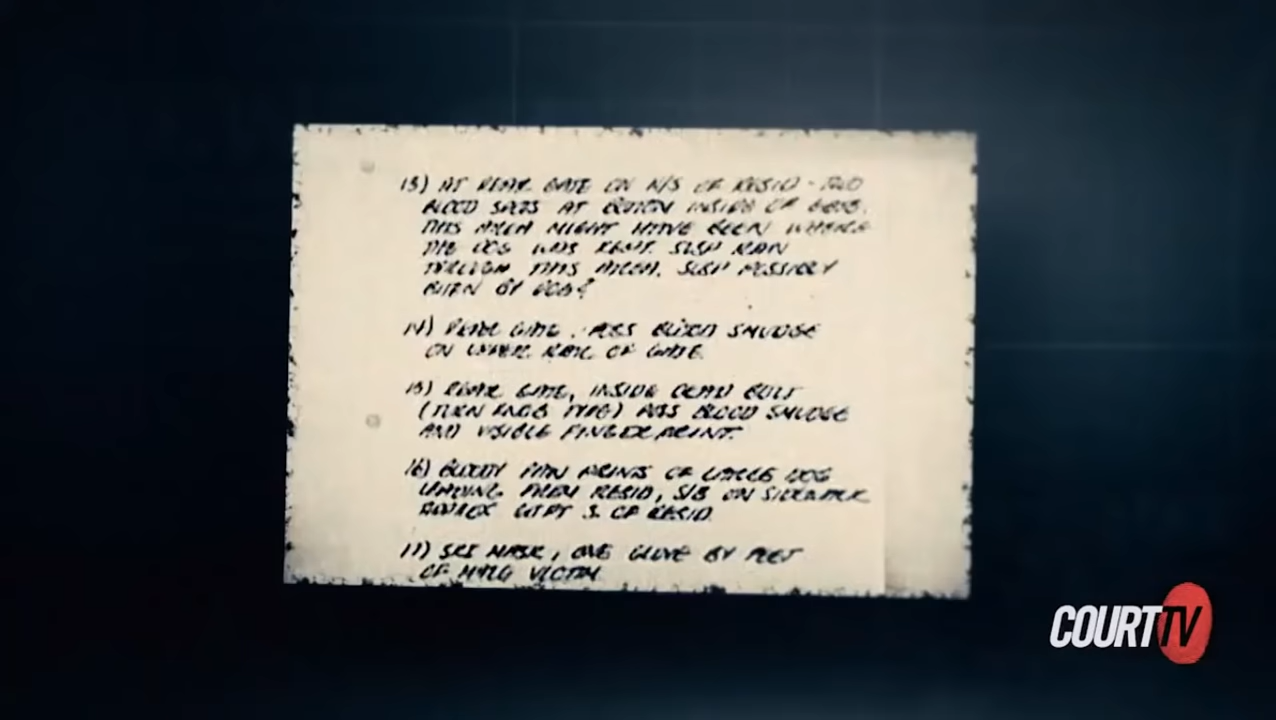 13) AT REAR GATE ON N/S OF RESID - TWO
BLOOD SPOTS AT BOTTOM INSIDE OF GATE.
THIS AREA MIGHT HAVE BEEN WHERE
THE DOG WAS KEPT. SUSP RAN
THROUGH THIS AREA. SUSP POSSIBLY
BITTEN BY DOG?
14) REAR GATE. POSS BLOOD SMUDGE
ON UPPER RAIL OF GATE.
15) REAR GATE, INSIDE DEAD BOLT
(TURN KNOB TYPE) POSS BLOOD SMUDGE
AND VISIBLE FINGERPRINT.
16) BLOODY PAW PRINTS OF LARGE DOG
LEADING FROM RESID, S/B ON SIDEWALK
APPROX S. OF RESID.
17) SKI MASK, ONE GLOVE BY FEET
OF MALE VICTIM
COURT TV